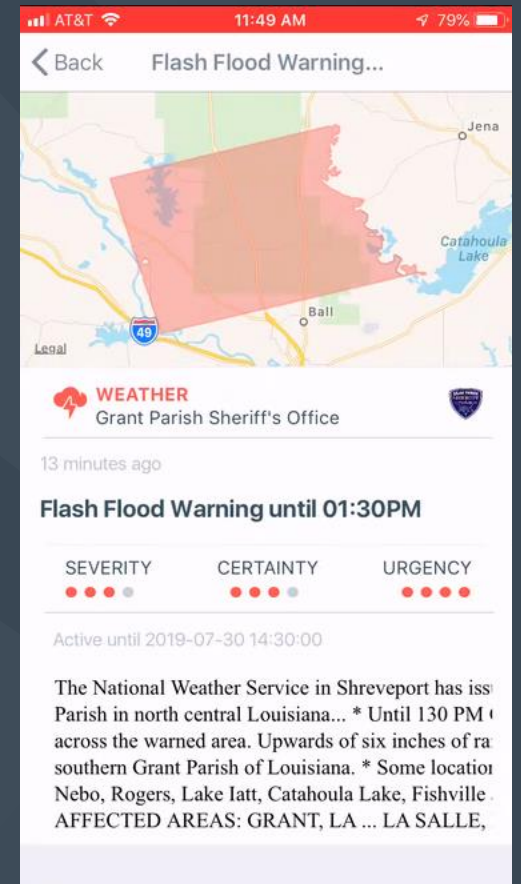 AT&T 11:49 AM 79%
Back Flash Flood Warning...
Jena
Catahoula
Lake
Ball
49
Legal
WEATHER
Grant Parish Sheriff's Office
13 minutes ago
Flash Flood Warning until 01:30PM
SEVERITY CERTAINTY URGENCY
Active until 2019-07-30 14:30:00
The National Weather Service in Shreveport has iss
Parish in north central Louisiana... * Until 130 PM
across the warned area. Upwards of six inches of ra
southern Grant Parish of Louisiana. * Some location
Nebo, Rogers, Lake Iatt, Catahoula Lake, Fishville
AFFECTED AREAS: GRANT, LA ... LA SALLE,